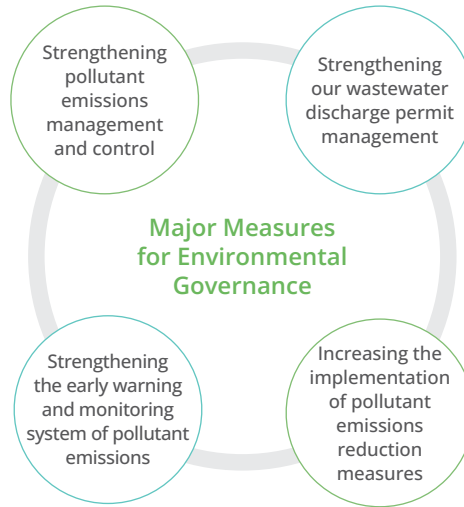 Strengthening
pollutant
emissions
management
and control
Strengthening
our wastewater
discharge permit
management
Major Measures
for Environmental
Governance
Strengthening
the early warning
and monitoring
system of pollutant
emissions
Increasing the
implementation
of pollutant
emissions
reduction
measures